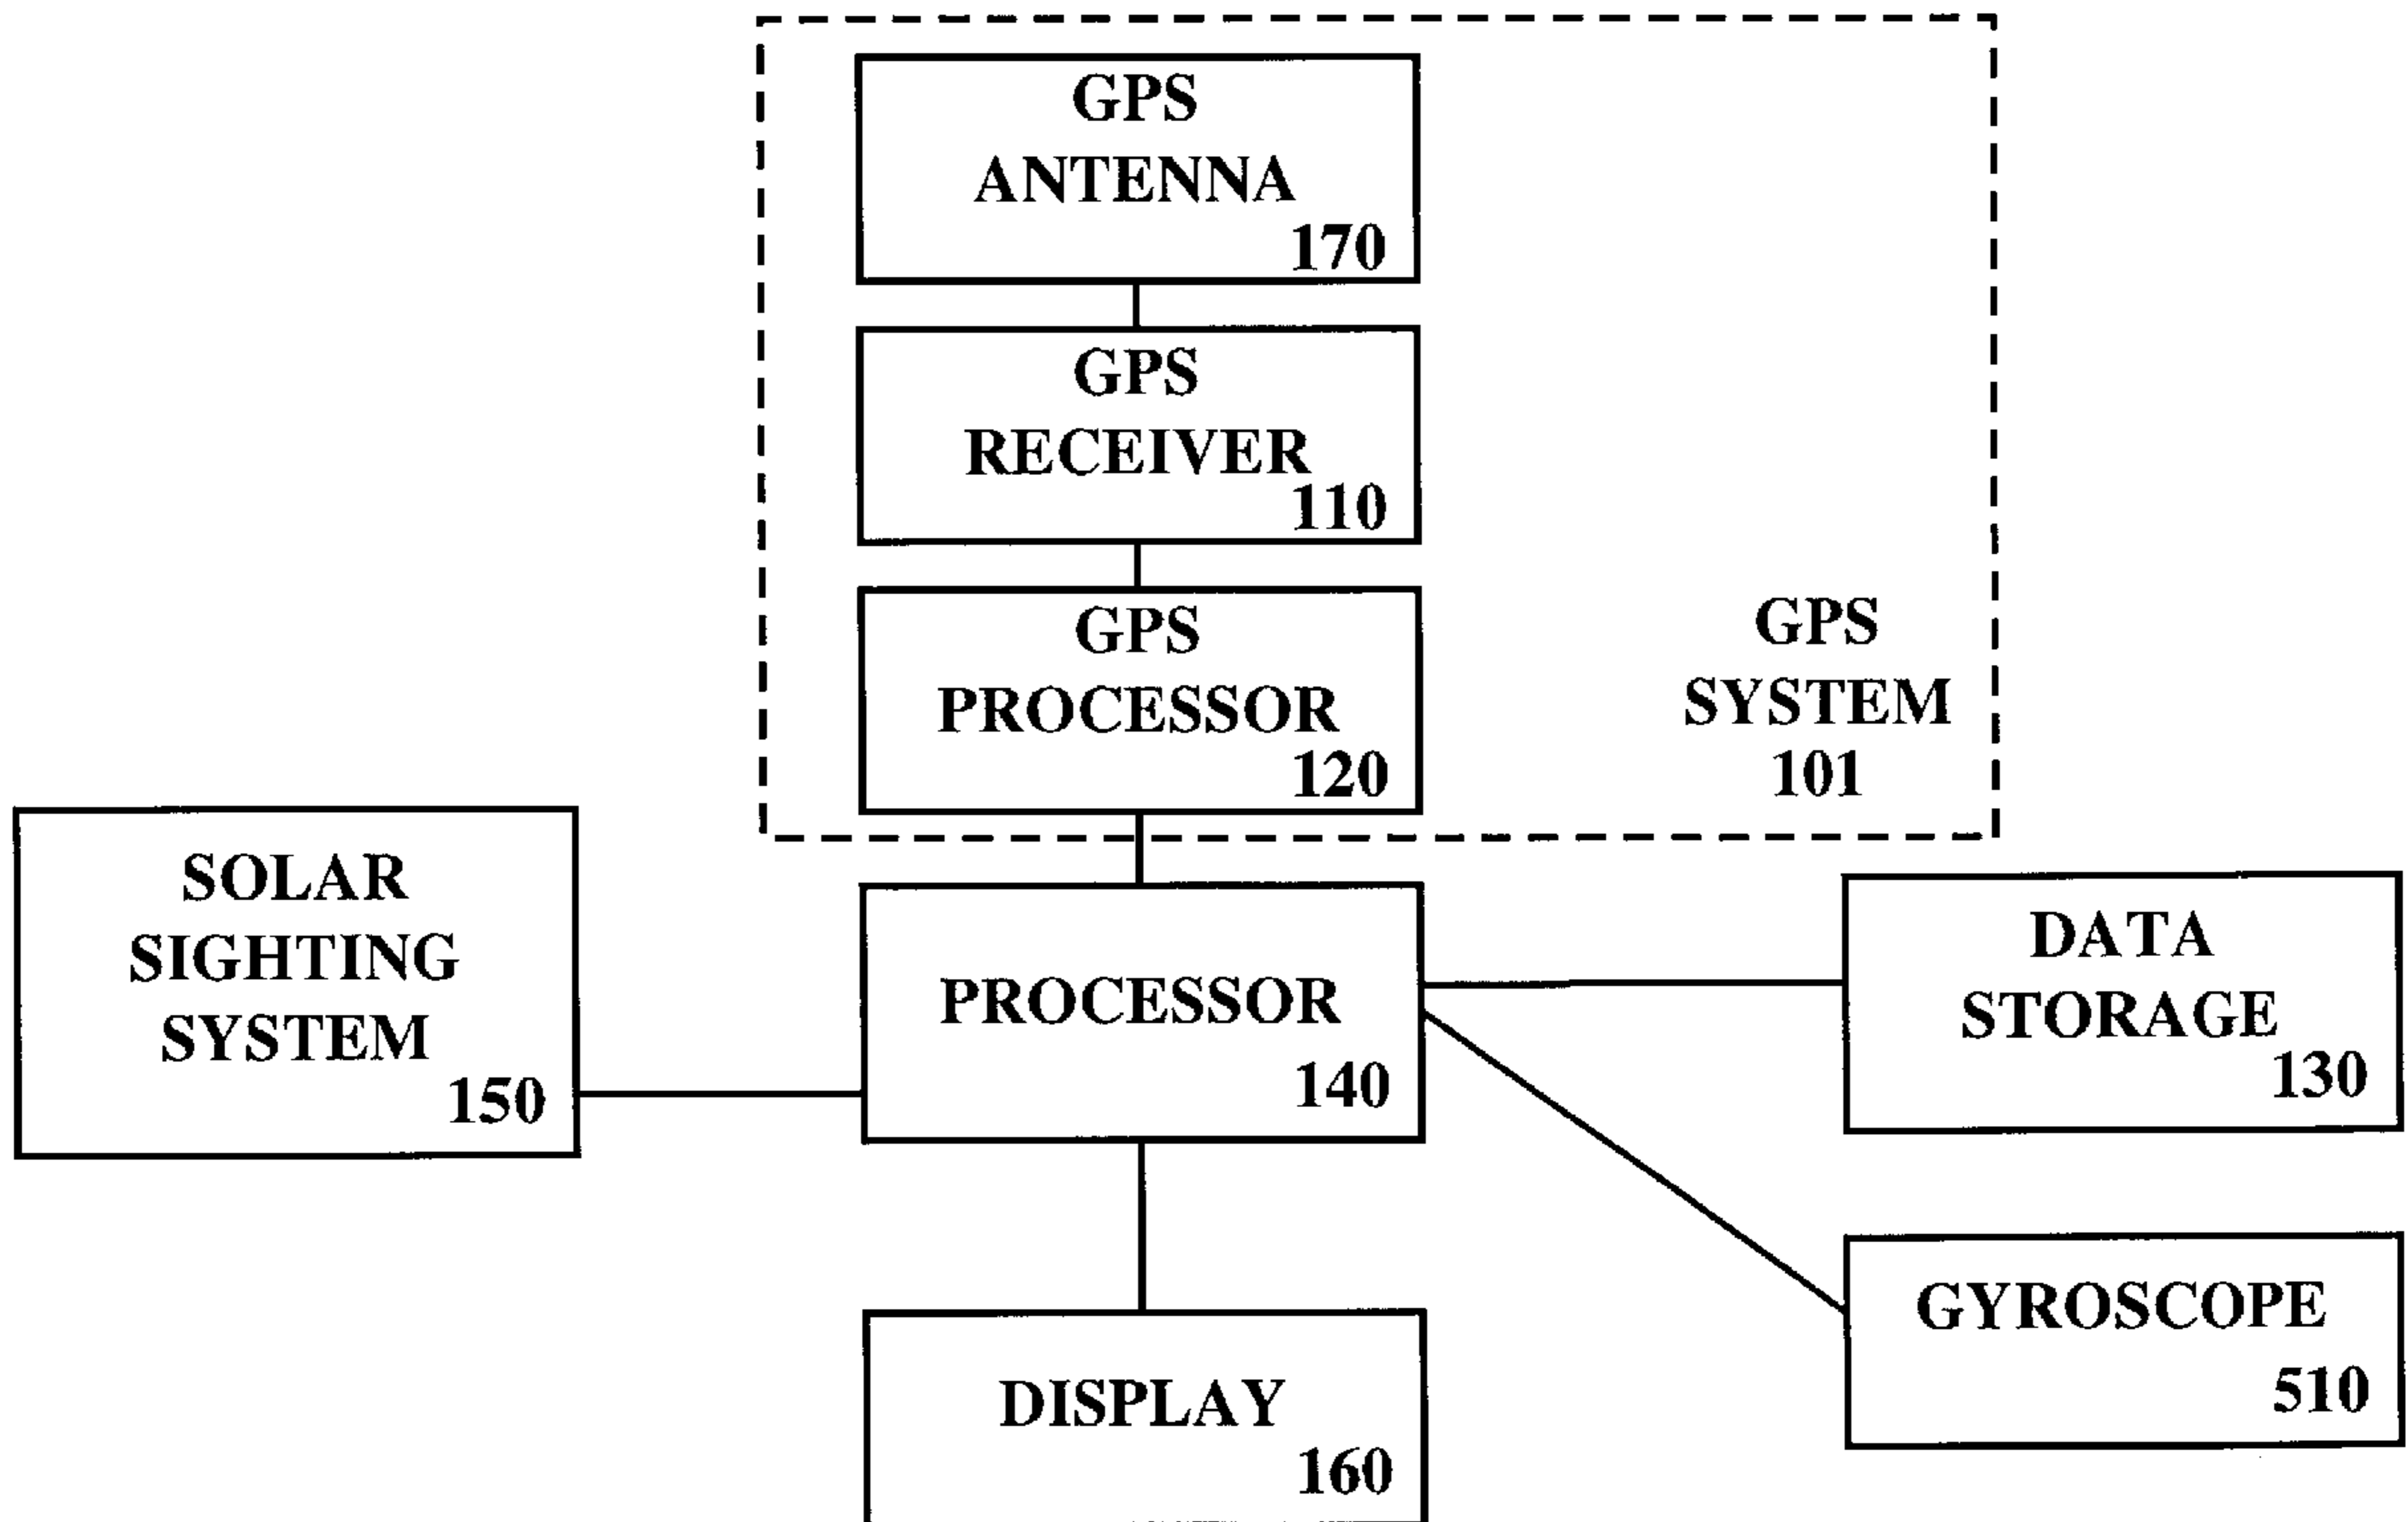 GPS
ANTENNA
170
GPS
RECEIVER
110
GPS
PROCESSOR
120
GPS
SYSTEM
101
SOLAR
SIGHTING
SYSTEM
150
PROCESSOR
140
DATA
STORAGE
130
GYROSCOPE
510
DISPLAY
160